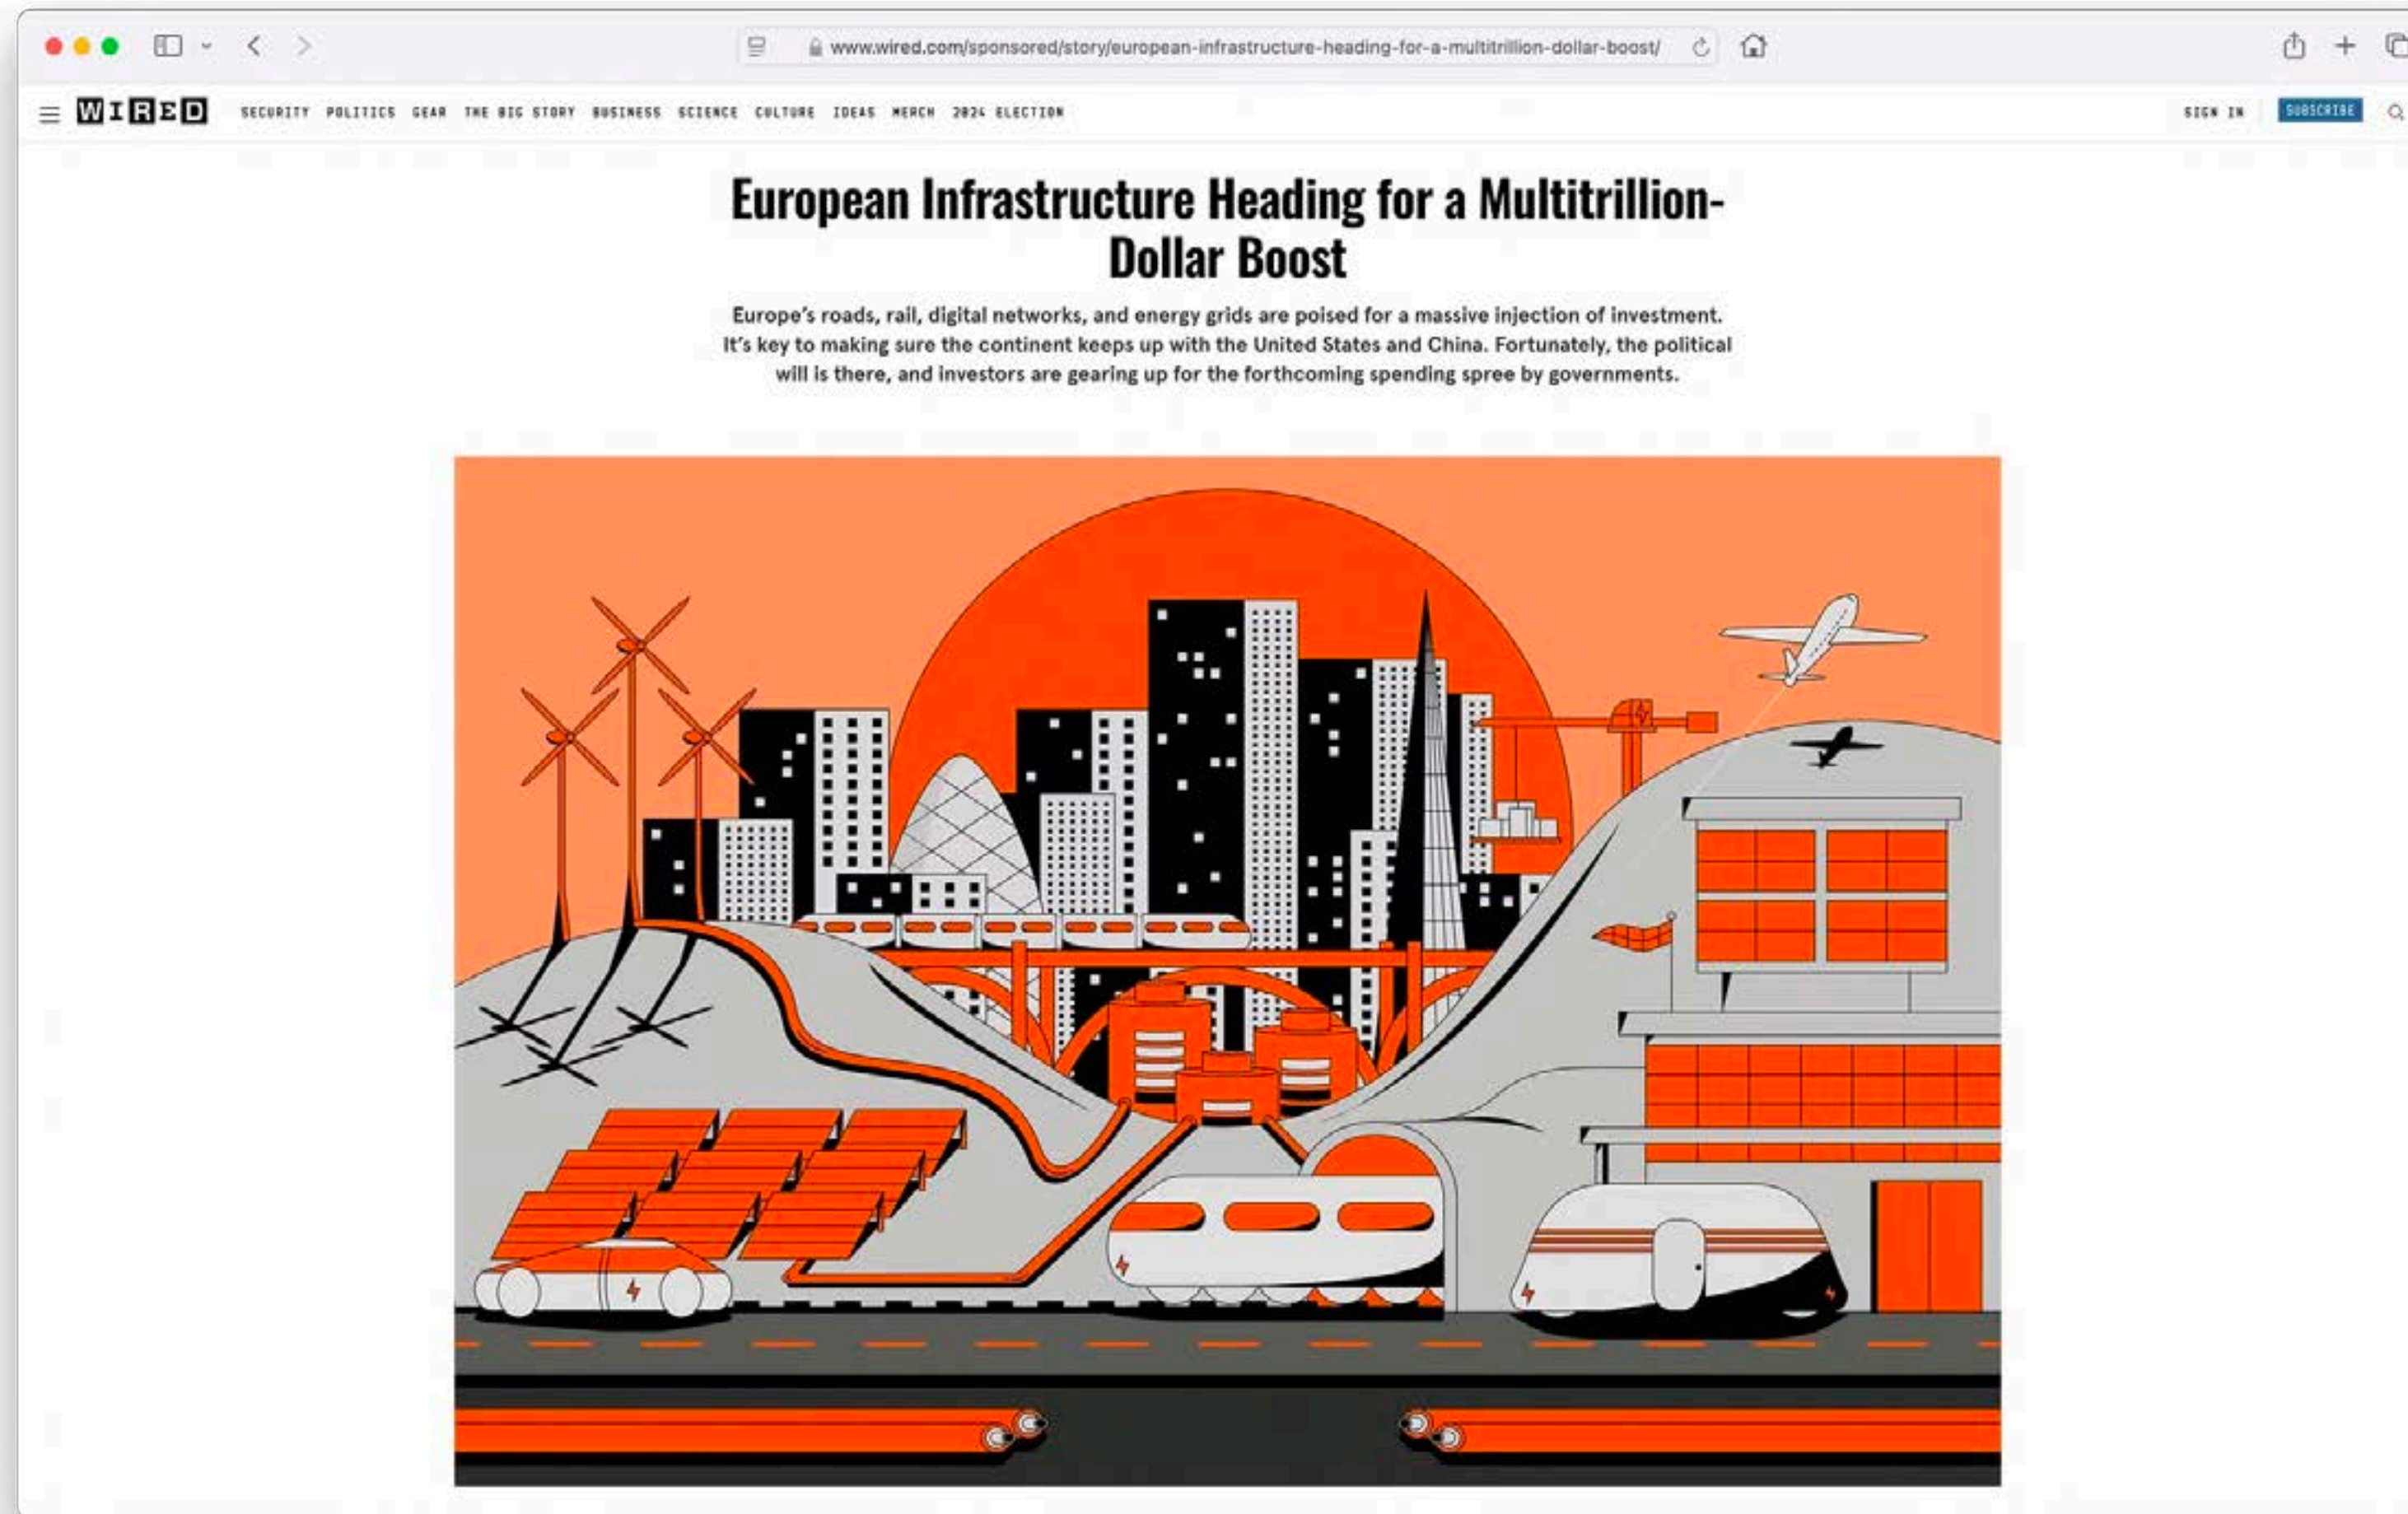 www.wired.com/sponsored/story/european-infrastructure-heading-for-a-multitrillion-dollar-boost/
WIRED SECURITY POLITICS GEAR THE BIG STORY BUSINESS SCIENCE CULTURE IDEAS MERCH 2024 ELECTION SIGN IN SUBSCRIBE
European Infrastructure Heading for a Multitrillion-
Dollar Boost
Europe's roads, rail, digital networks, and energy grids are poised for a massive injection of investment.
It's key to making sure the continent keeps up with the United States and China. Fortunately, the political
will is there, and investors are gearing up for the forthcoming spending spree by governments.